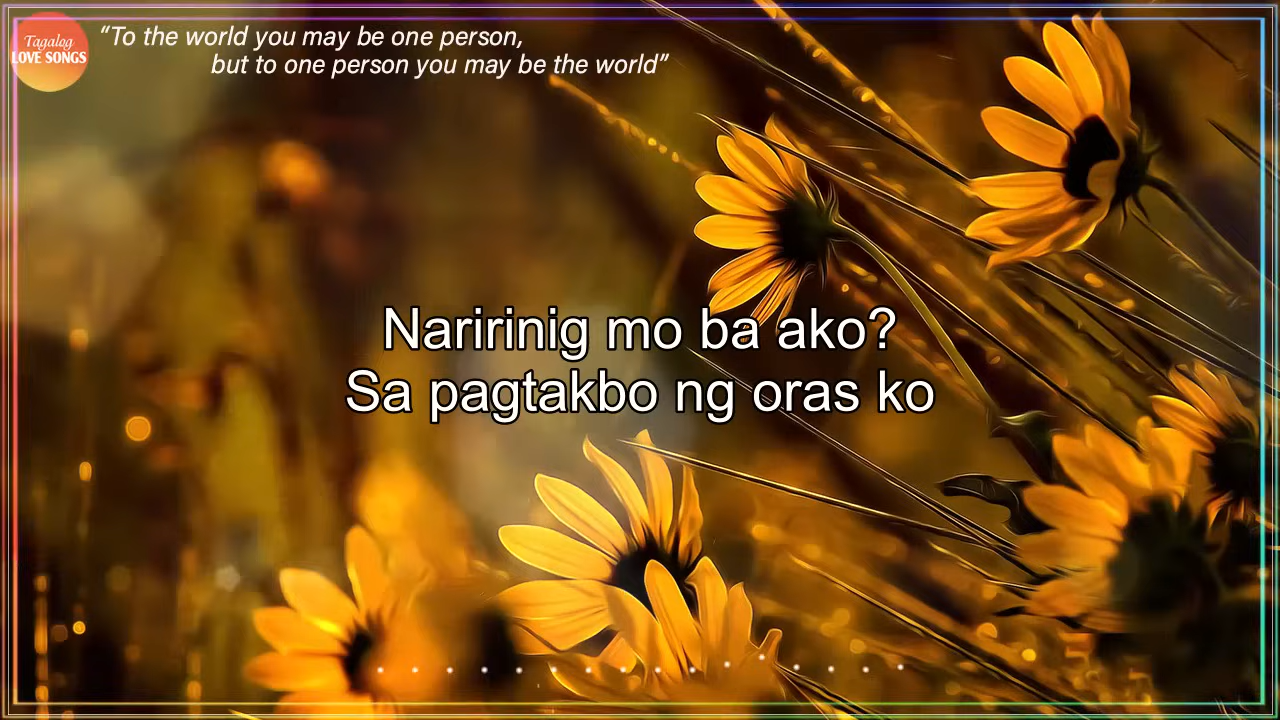 Tagalog
LOVE SONGS
“To the world you may be one person,
but to one person you may be the world”
Naririnig mo ba ako?
Sa pagtakbo ng oras ko